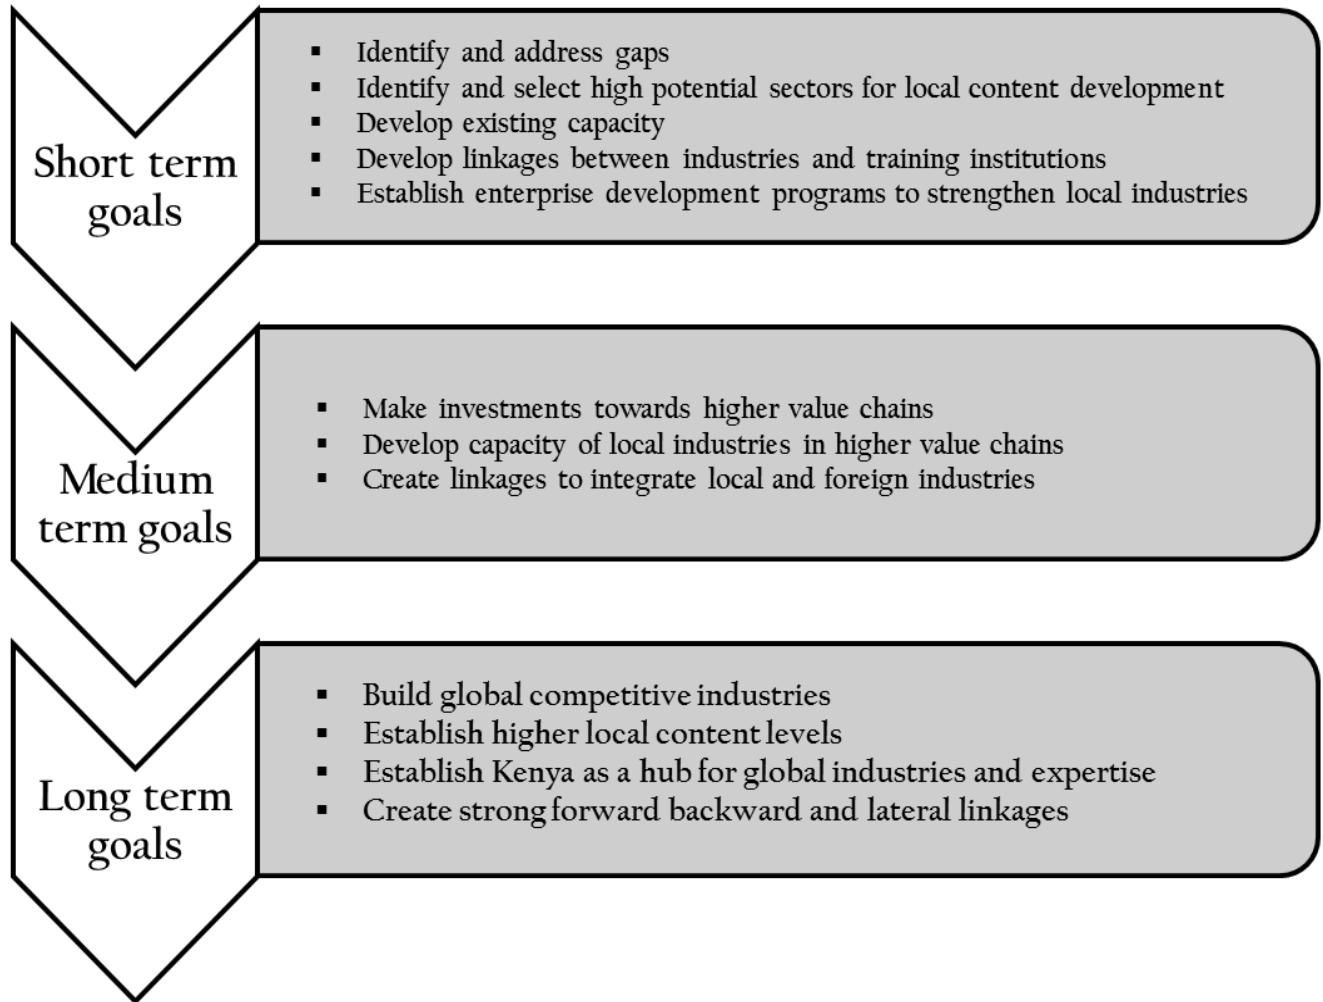 Short term
goals
▪ Identify and address gaps
▪ Identify and select high potential sectors for local content development
▪ Develop existing capacity
▪ Develop linkages between industries and training institutions
▪ Establish enterprise development programs to strengthen local industries
Medium
term goals
▪ Make investments towards higher value chains
▪ Develop capacity of local industries in higher value chains
▪ Create linkages to integrate local and foreign industries
Long term
goals
▪ Build global competitive industries
▪ Establish higher local content levels
▪ Establish Kenya as a hub for global industries and expertise
▪ Create strong forward backward and lateral linkages